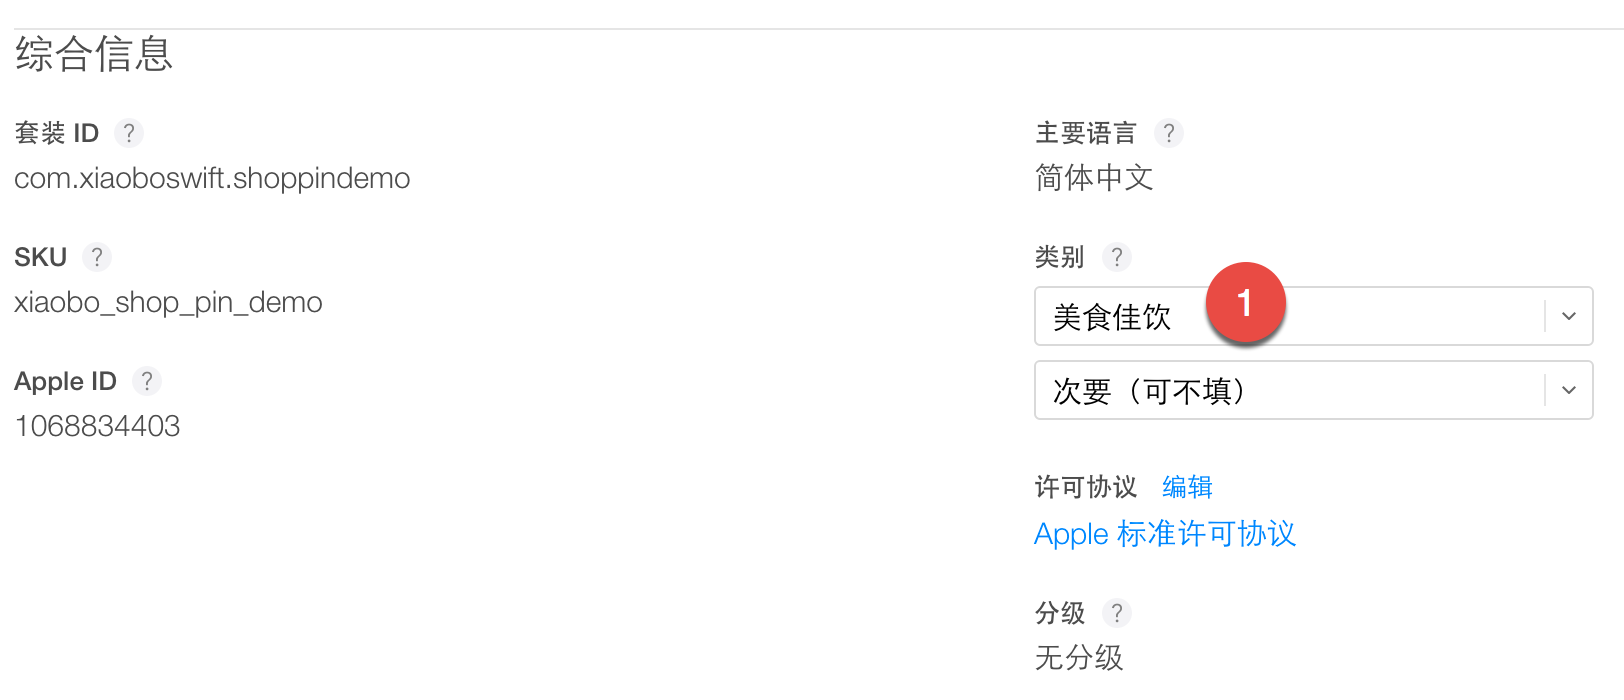 综合信息
套装 ID ?
com.xiaoboswift.shoppindemo
SKU ?
xiaobo_shop_pin_demo
Apple ID ?
1068834403
主要语言 ?
简体中文
类别 ?
美食佳饮
1
次要（可不填）
许可协议 编辑
Apple 标准许可协议
分级 ?
无分级